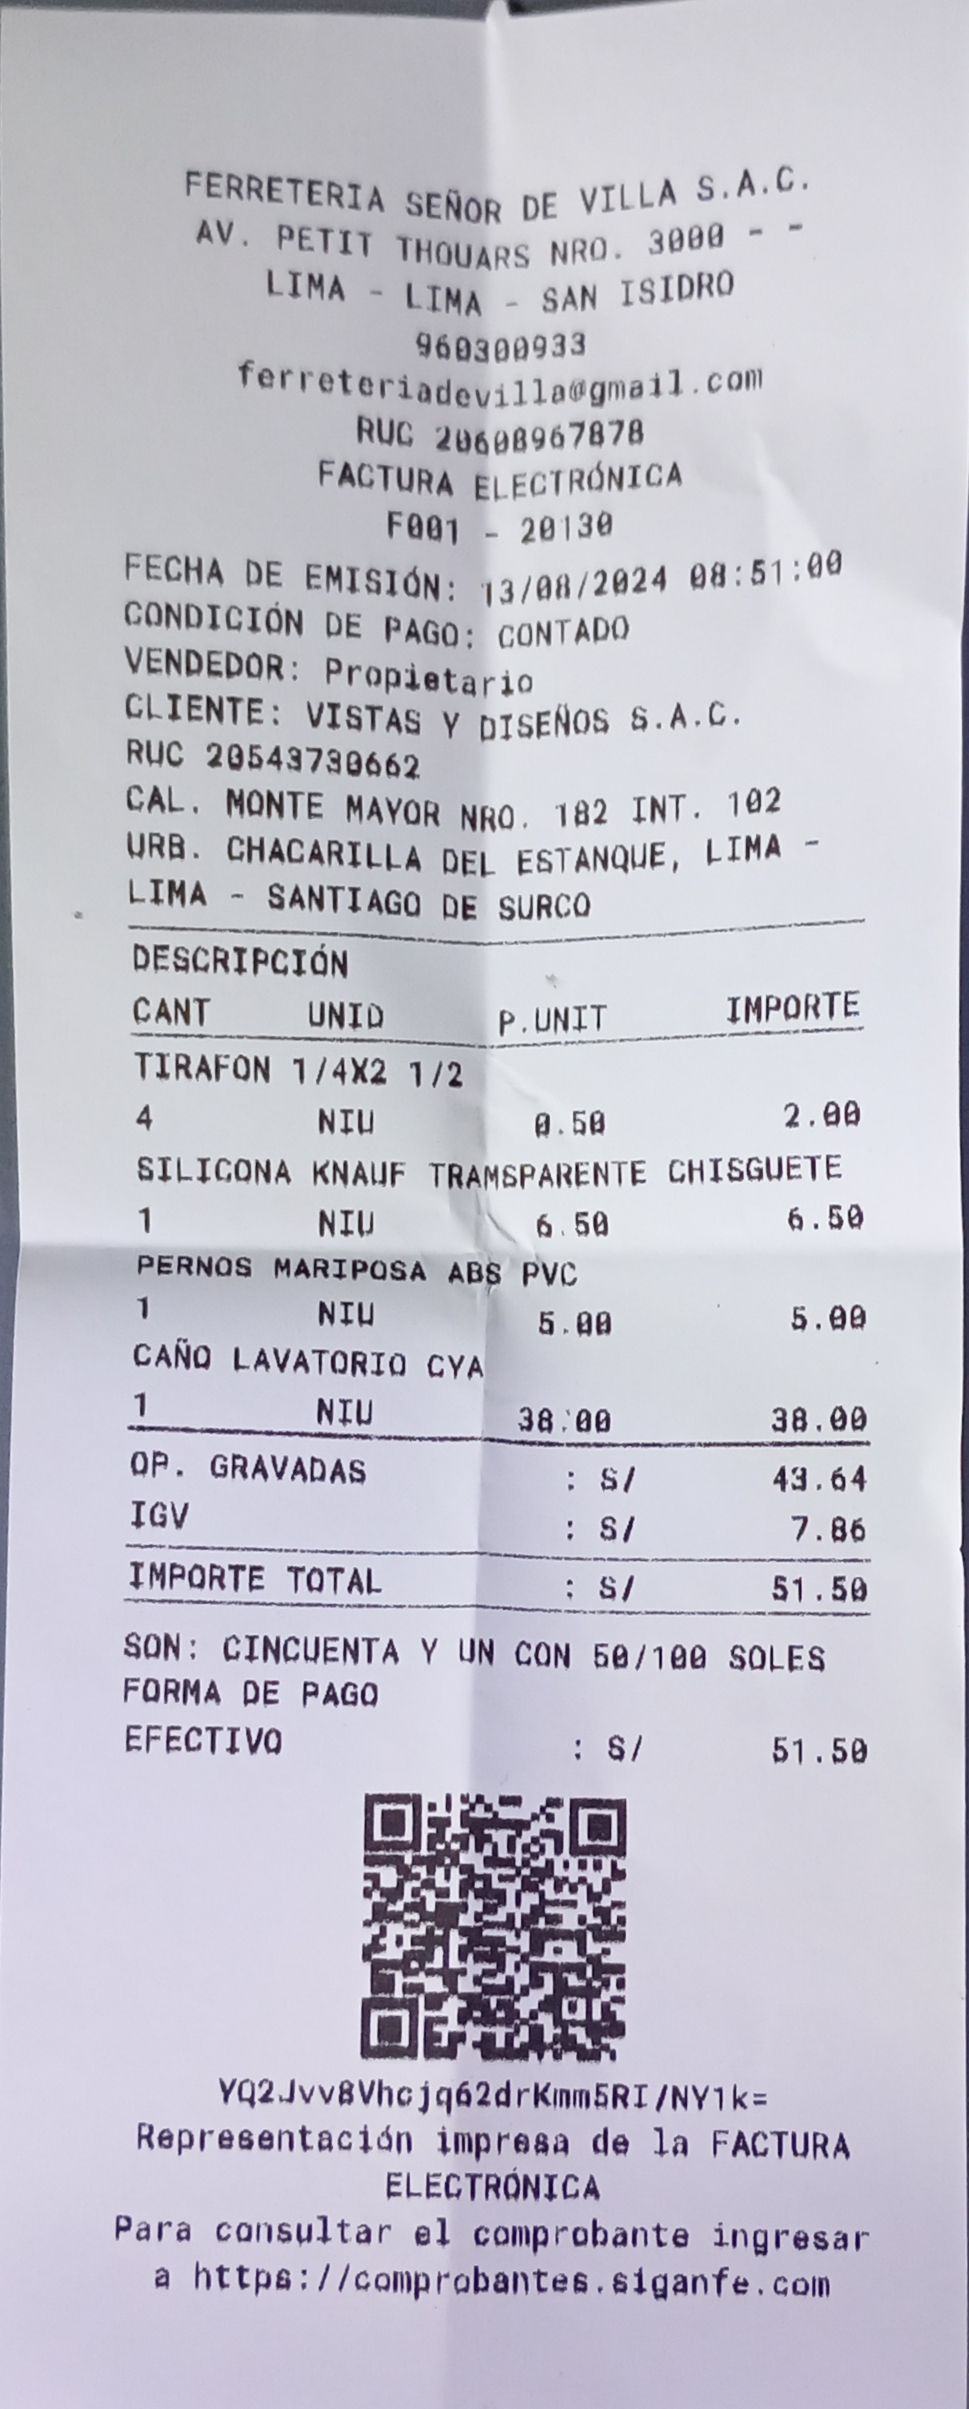 FERRETERIA SEÑOR DE VILLA S.A.C.
AV. PETIT THOUARS NRO. 3000 - -
LIMA - LIMA - SAN ISIDRO
960300933
ferreteriadevilla@gmail.com
RUC 20608967878
FACTURA ELECTRÓNICA
F001 - 20130
FECHA DE EMISIÓN: 13/08/2024 08:51:00
CONDICIÓN DE PAGO: CONTADO
VENDEDOR: Propietario
CLIENTE: VISTAS Y DISEÑOS S.A.C.
RUC 20543730662
CAL. MONTE MAYOR NRO. 182 INT. 102
URB. CHACARILLA DEL ESTANQUE, LIMA -
LIMA - SANTIAGO DE SURCO
DESCRIPCIÓN
CANT UNID P.UNIT IMPORTE
TIRAFON 1/4X2 1/2
4 NIU 0.50 2.00
SILICONA KNAUF TRAMSPARENTE CHISGUETE
1 NIU 6.50 6.50
PERNOS MARIPOSA ABS PVC
1 NIU 5.00 5.00
CAÑO LAVATORIO CYA
1 NIU 38.00 38.00
OP. GRAVADAS : S/ 43.64
IGV : S/ 7.86
IMPORTE TOTAL : S/ 51.50
SON: CINCUENTA Y UN CON 50/100 SOLES
FORMA DE PAGO
EFECTIVO : S/ 51.50
YQ2Jvv8Vhcjq62drKmm5RI/NY1k=
Representación impresa de la FACTURA
ELECTRÓNICA
Para consultar el comprobante ingresar
a https://comprobantes.siganfe.com